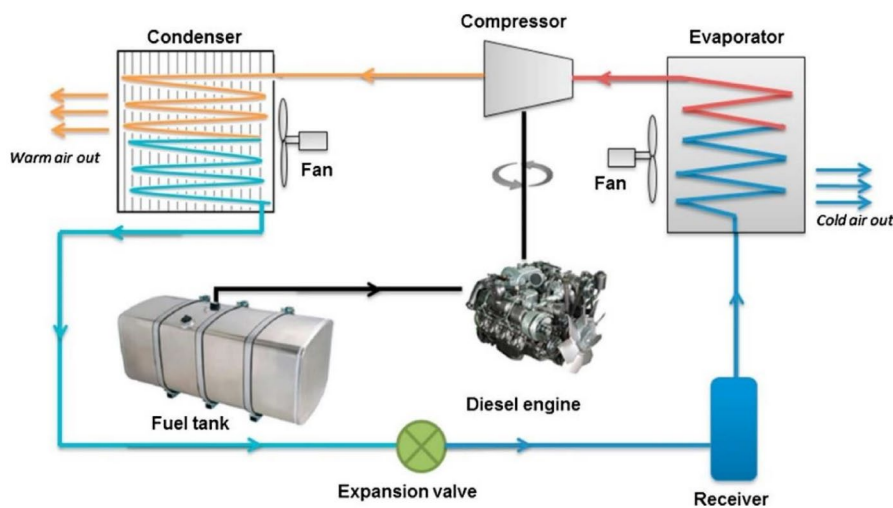 Compressor
Condenser
Evaporator
Warm air out
Fan
Fan
Cold air out
Fuel tank
Diesel engine
Expansion valve
Receiver